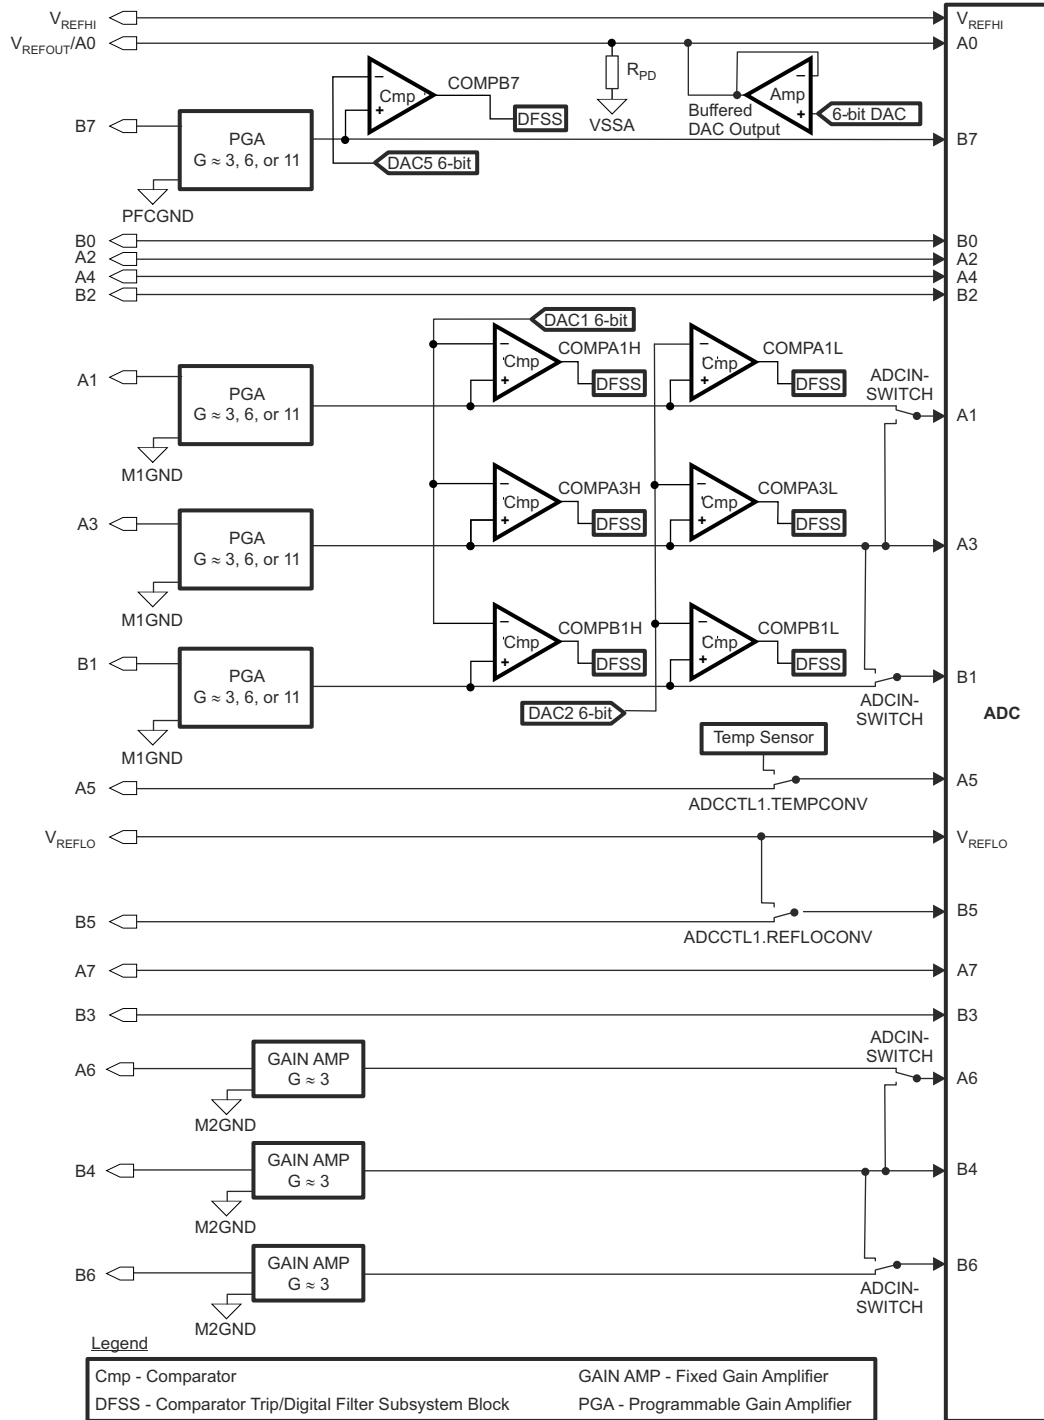 VREFHI
VREFHI
VREFOUT/A0
A0
COMPB7
Cmp
RPD
Amp
DFSS
VSSA
Buffered
DAC Output
6-bit DAC
B7
PGA
G ≈ 3, 6, or 11
DAC5 6-bit
B7
PFCGND
B0
B0
A2
A2
A4
A4
B2
B2
DAC1 6-bit
COMPA1H
COMPA1L
Cmp
Cmp
DFSS
DFSS
ADCIN-
SWITCH
A1
PGA
G ≈ 3, 6, or 11
A1
M1GND
COMPA3H
COMPA3L
Cmp
Cmp
DFSS
DFSS
A3
PGA
G ≈ 3, 6, or 11
A3
M1GND
COMPB1H
COMPB1L
Cmp
Cmp
DFSS
DFSS
B1
PGA
G ≈ 3, 6, or 11
B1
ADCIN-
SWITCH
DAC2 6-bit
ADC
M1GND
Temp Sensor
A5
A5
ADCCTL1.TEMPCONV
VREFLO
VREFLO
B5
B5
ADCCTL1.REFLOCONV
A7
A7
B3
B3
ADCIN-
SWITCH
A6
GAIN AMP
G ≈ 3
A6
M2GND
B4
GAIN AMP
G ≈ 3
B4
M2GND
B6
GAIN AMP
G ≈ 3
B6
ADCIN-
SWITCH
M2GND
Legend
Cmp - Comparator
GAIN AMP - Fixed Gain Amplifier
DFSS - Comparator Trip/Digital Filter Subsystem Block
PGA - Programmable Gain Amplifier